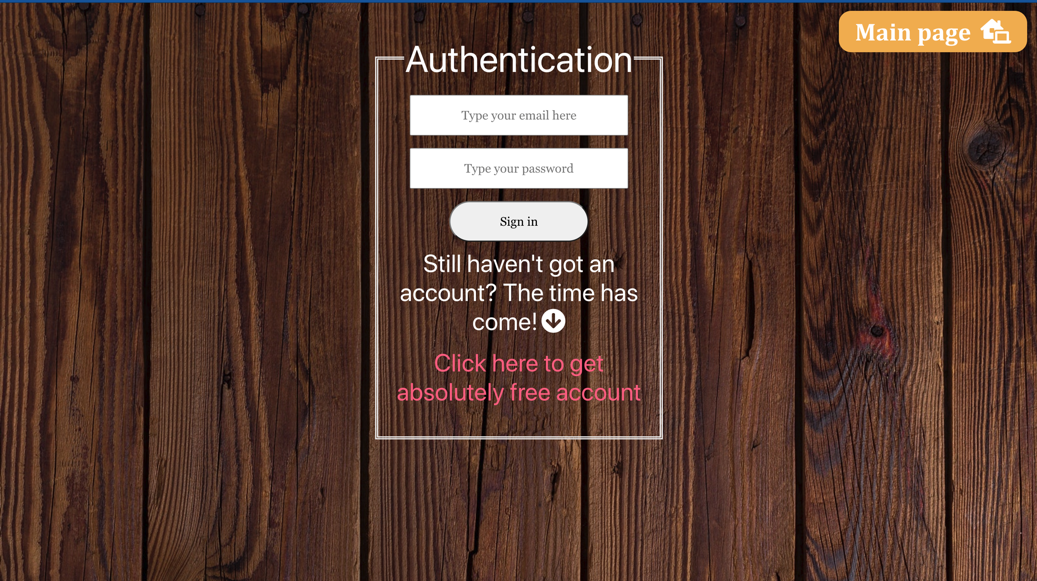 Main page
Authentication
Type your email here
Type your password
Sign in
Still haven't got an
account? The time has
come!
Click here to get
absolutely free account